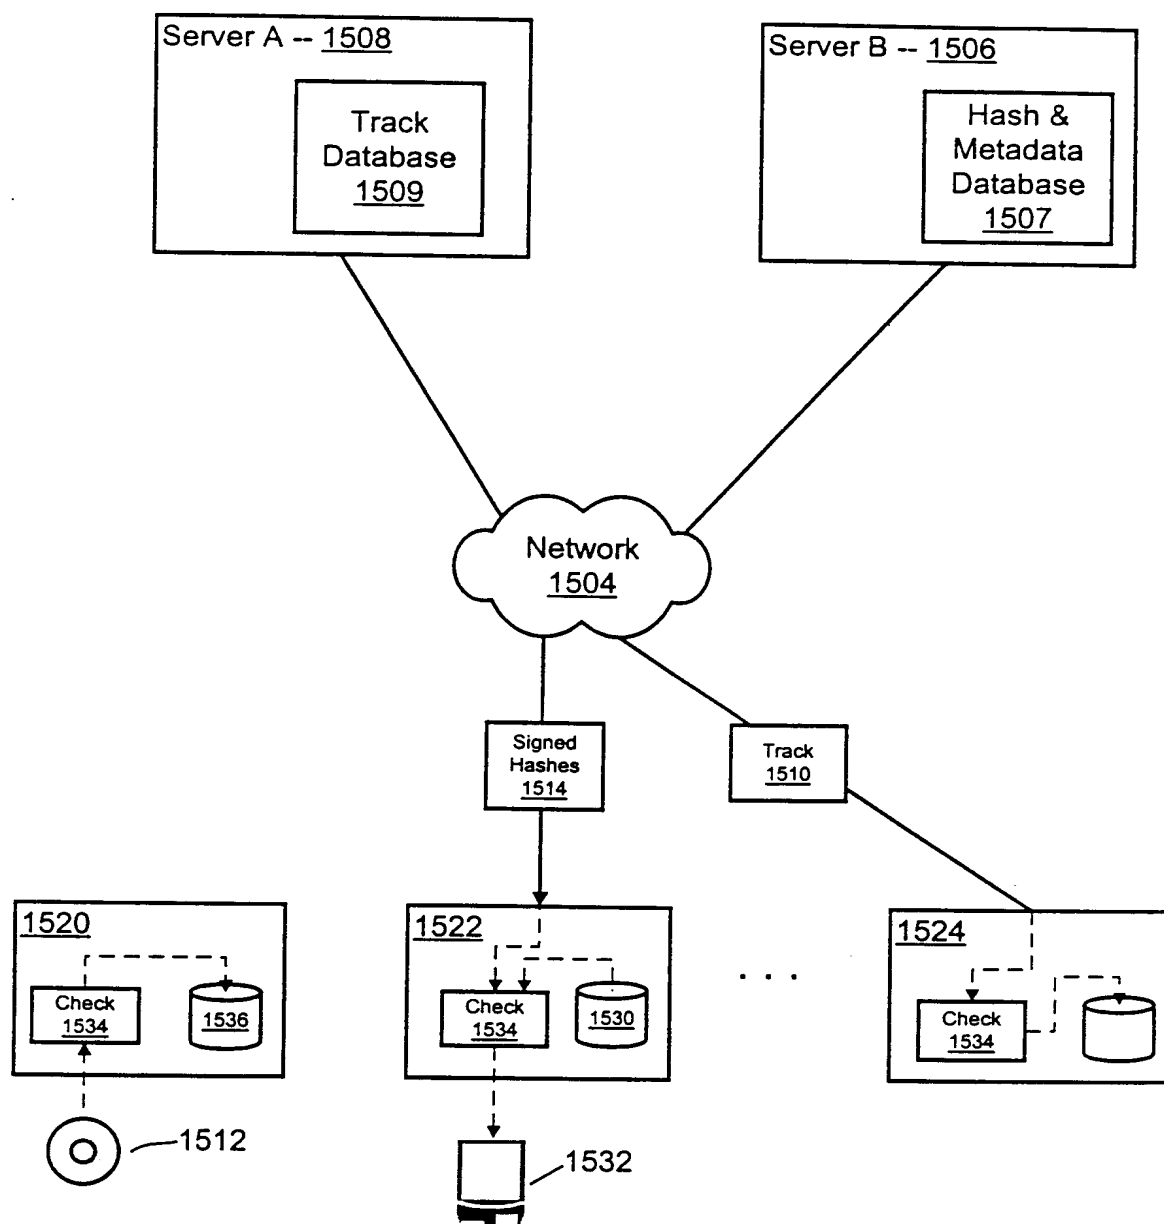 Server A -- 1508
Track
Database
1509
Server B -- 1506
Hash &
Metadata
Database
1507
Network
1504
Signed
Hashes
1514
Track
1510
1520
Check
1534
1536
1512
1522
Check
1534
1530
1532
. . .
1524
Check
1534